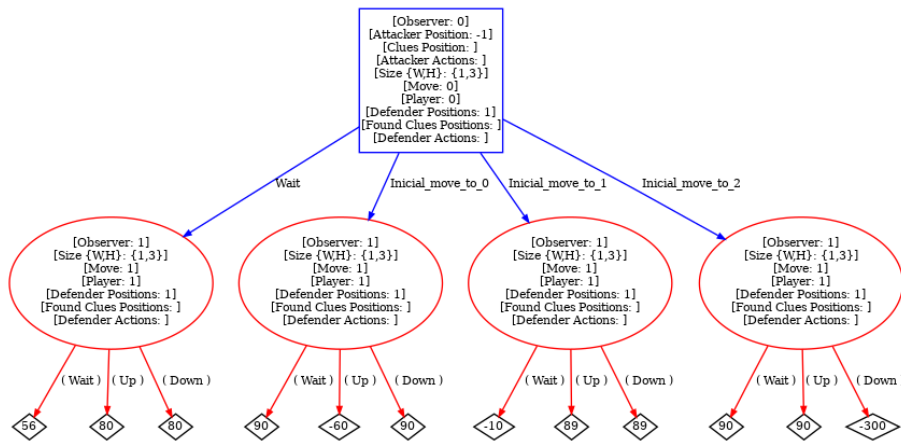 [Observer: 0]
[Attacker Position: -1]
[Clues Position: ]
[Attacker Actions: ]
[Size {W,H}: {1,3}]
[Move: 0]
[Player: 0]
[Defender Positions: 1]
[Found Clues Positions: ]
[Defender Actions: ]
Wait
Inicial_move_to_0
Inicial_move_to_1
Inicial_move_to_2
[Observer: 1]
[Size {W,H}: {1,3}]
[Move: 1]
[Player: 1]
[Defender Positions: 1]
[Found Clues Positions: ]
[Defender Actions: ]
[Observer: 1]
[Size {W,H}: {1,3}]
[Move: 1]
[Player: 1]
[Defender Positions: 1]
[Found Clues Positions: ]
[Defender Actions: ]
[Observer: 1]
[Size {W,H}: {1,3}]
[Move: 1]
[Player: 1]
[Defender Positions: 1]
[Found Clues Positions: ]
[Defender Actions: ]
[Observer: 1]
[Size {W,H}: {1,3}]
[Move: 1]
[Player: 1]
[Defender Positions: 1]
[Found Clues Positions: ]
[Defender Actions: ]
( Wait ) ( Up ) ( Down )
( Wait ) ( Up ) ( Down )
( Wait ) ( Up ) ( Down )
( Wait ) ( Up ) ( Down )
56 80 80
90 -60 90
-10 89 89
90 90 -300